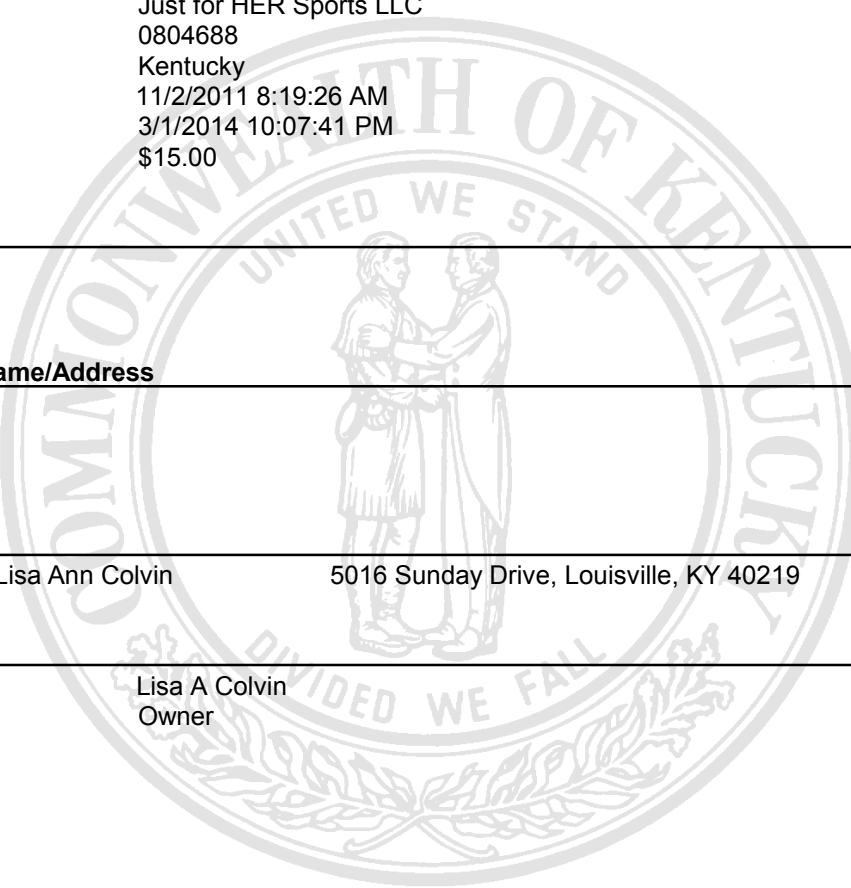 Just for HER Sports LLC
0804688
Kentucky
11/2/2011 8:19:26 AM
3/1/2014 10:07:41 PM
$15.00
COMMONWEALTH OF KENTUCKY
UNITED WE STAND
ame/Address
Lisa Ann Colvin 5016 Sunday Drive, Louisville, KY 40219
DIVIDED WE FALL
Lisa A Colvin
Owner